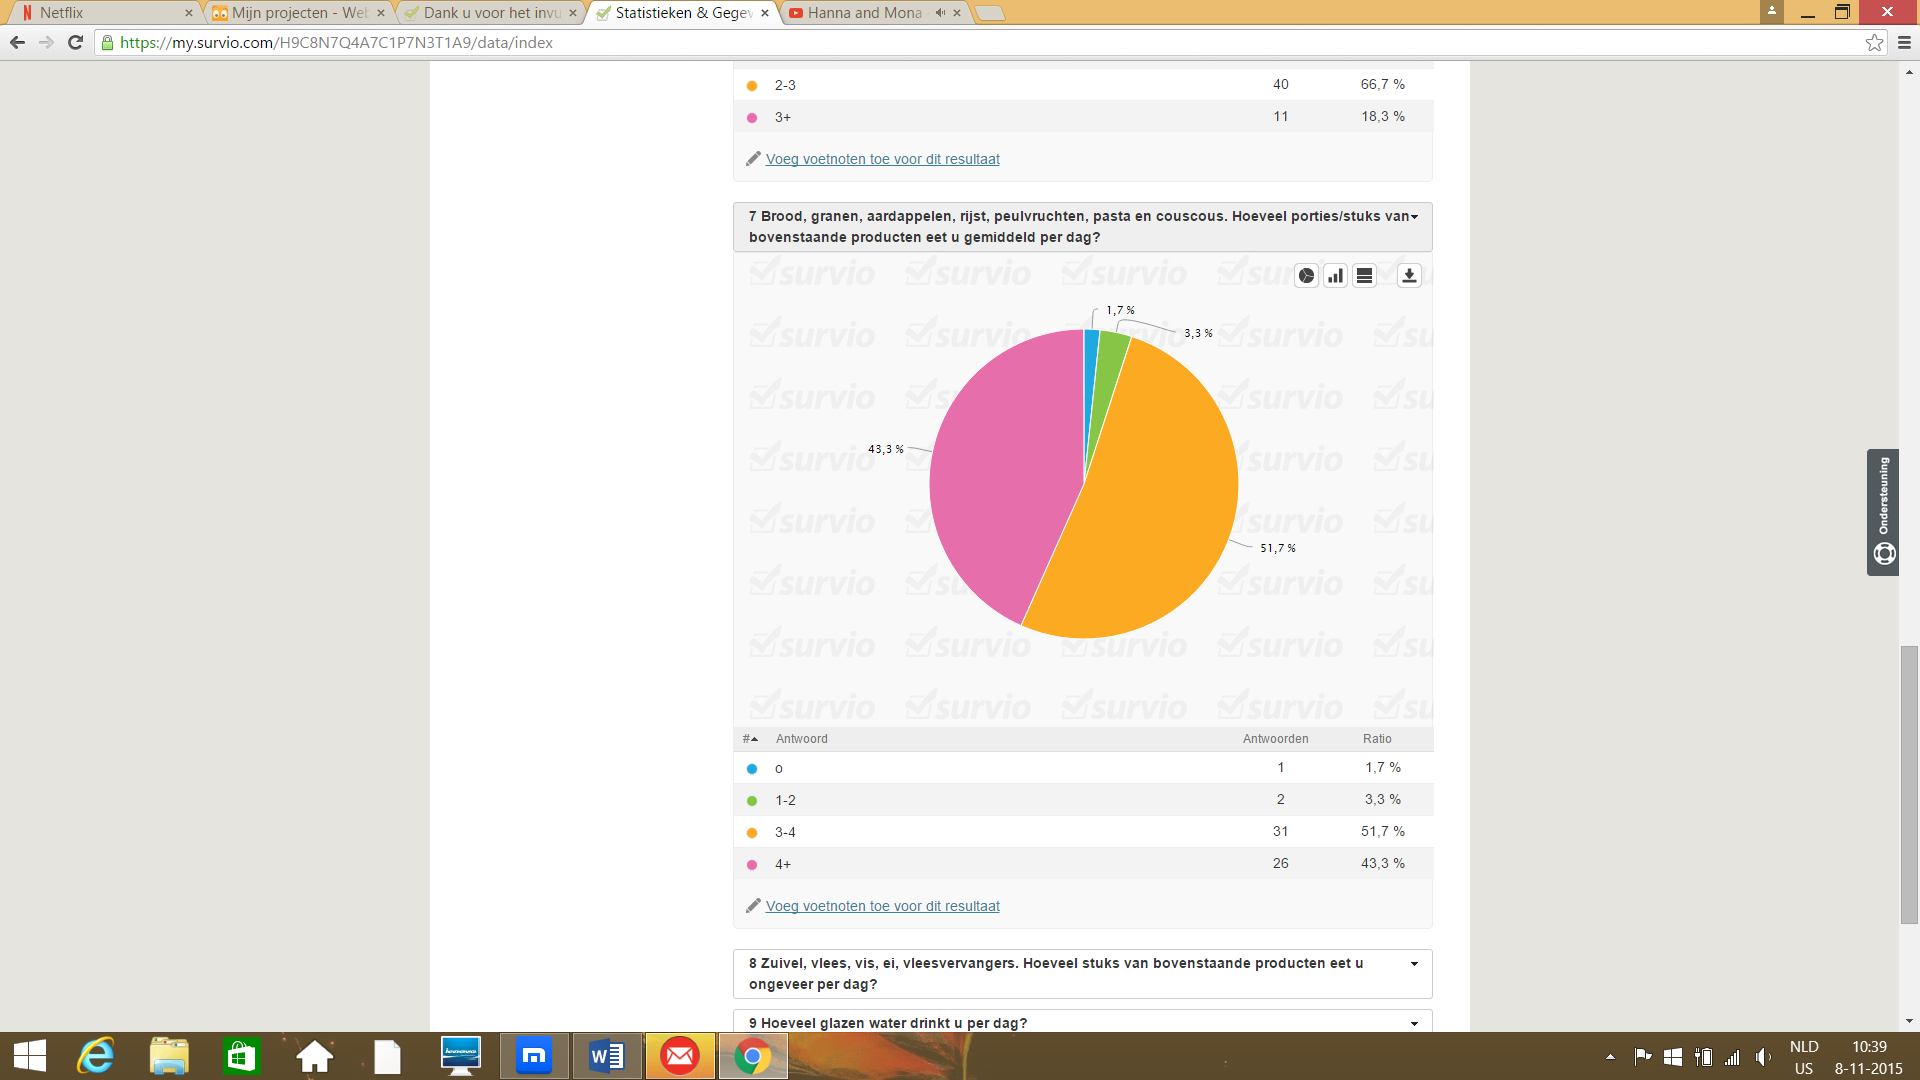 Netflix
Mijn projecten - Web
Dank u voor het invu
Statistieken & Gegev
Hanna and Mona
https://my.survio.com/H9C8N7Q4A7C1P7N3T1A9/data/index
2-3 40 66,7 %
3+ 11 18,3 %
Voeg voetnoten toe voor dit resultaat
7 Brood, granen, aardappelen, rijst, peulvruchten, pasta en couscous. Hoeveel porties/stuks van
bovenstaande producten eet u gemiddeld per dag?
1,7 %
3,3 %
43,3 %
51,7 %
survio
# Antwoord Antwoorden Ratio
o 1 1,7 %
1-2 2 3,3 %
3-4 31 51,7 %
4+ 26 43,3 %
Voeg voetnoten toe voor dit resultaat
8 Zuivel, vlees, vis, ei, vleesvervangers. Hoeveel stuks van bovenstaande producten eet u
ongeveer per dag?
9 Hoeveel glazen water drinkt u per dag?
Ondersteuning
lenovo
NLD
US
10:39
8-11-2015